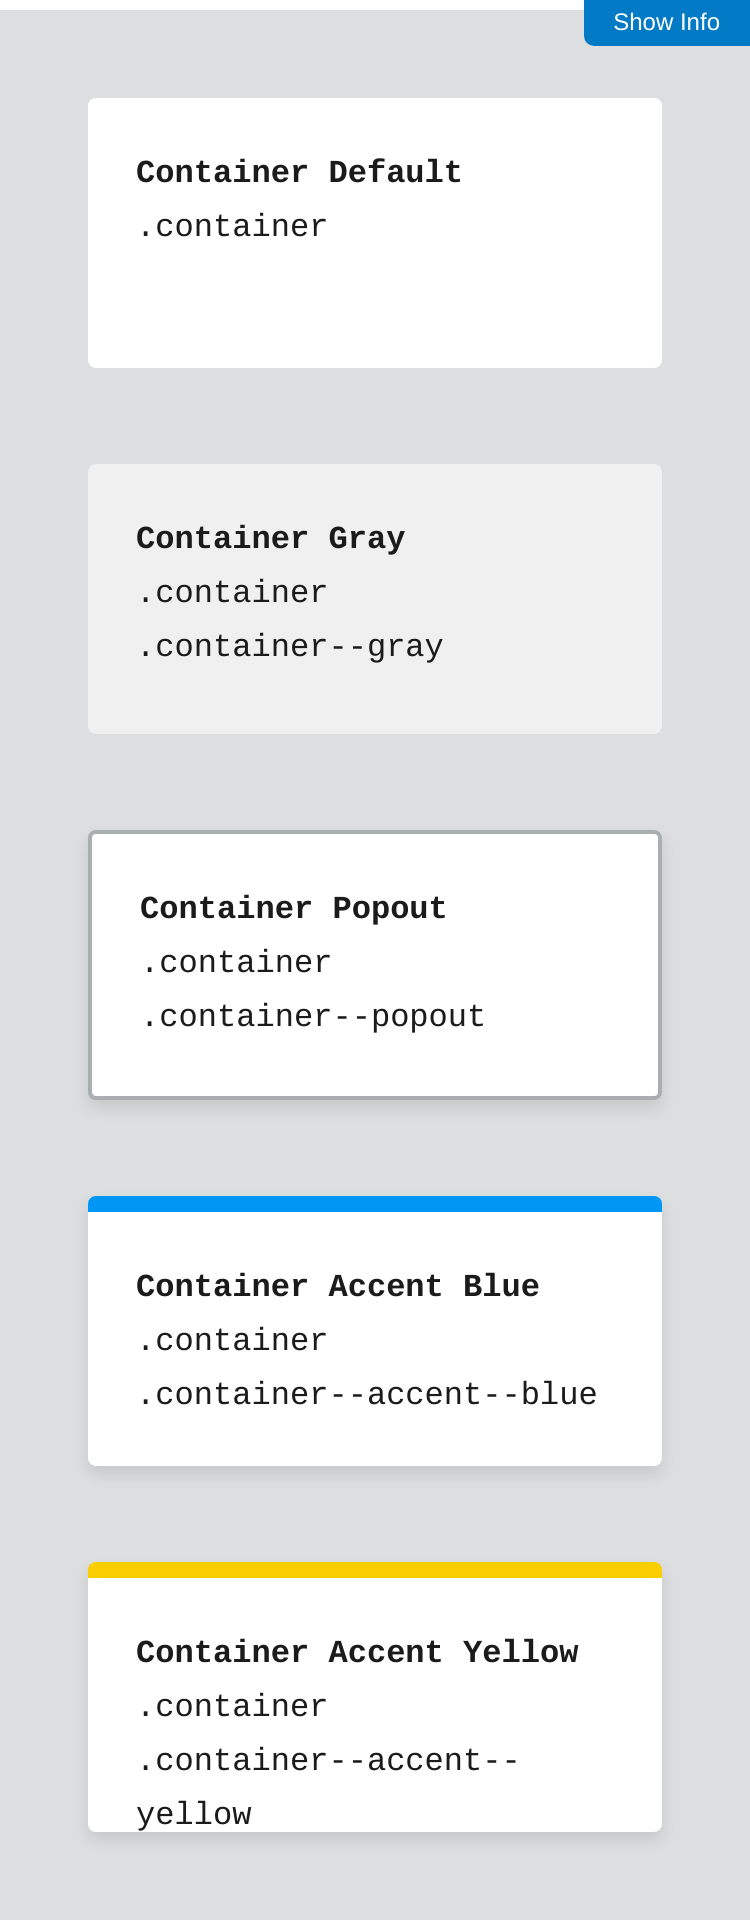 Show Info
Container Default
.container
Container Gray
.container
.container--gray
Container Popout
.container
.container--popout
Container Accent Blue
.container
.container--accent--blue
Container Accent Yellow
.container
.container--accent--
yellow